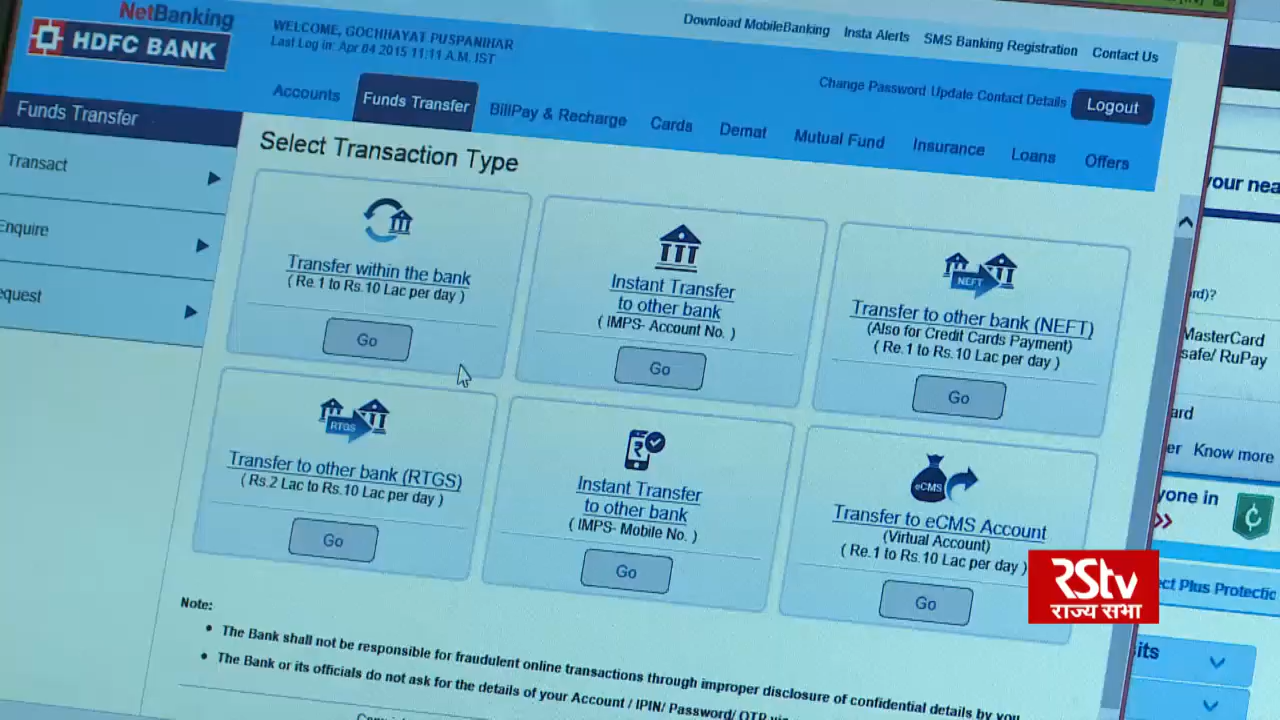 NetBanking
HDFC BANK
WELCOME, GOCHHAYAT PUSPANIHAR
Last Log in: Apr 04 2015 11:11 A.M. IST
Download MobileBanking Insta Alerts SMS Banking Registration Contact Us
Change Password Update Contact Details Logout
Accounts Funds Transfer BillPay & Recharge Cards Demat Mutual Fund Insurance Loans Offers
Funds Transfer
Transact
Enquire
equest
Select Transaction Type
Transfer within the bank
( Re.1 to Rs.10 Lac per day )
Go
Instant Transfer
to other bank
( IMPS- Account No. )
Go
NEFT
Transfer to other bank (NEFT)
(Also for Credit Cards Payment)
( Re.1 to Rs.10 Lac per day )
Go
RTGS
Transfer to other bank (RTGS)
( Rs.2 Lac to Rs.10 Lac per day )
Go
₹
Instant Transfer
to other bank
( IMPS- Mobile No. )
Go
eCMS
Transfer to eCMS Account
(Virtual Account)
( Re.1 to Rs.10 Lac per day )
Go
Note:
• The Bank shall not be responsible for fraudulent online transactions through improper disclosure of confidential details by you
• The Bank or its officials do not ask for the details of your Account / IPIN/ Password/ OTP
your nea
rd)?
MasterCard
safe/ RuPay
ard
er Know more
yone in
ect Plus Protectio
its
RStv
राज्य सभा